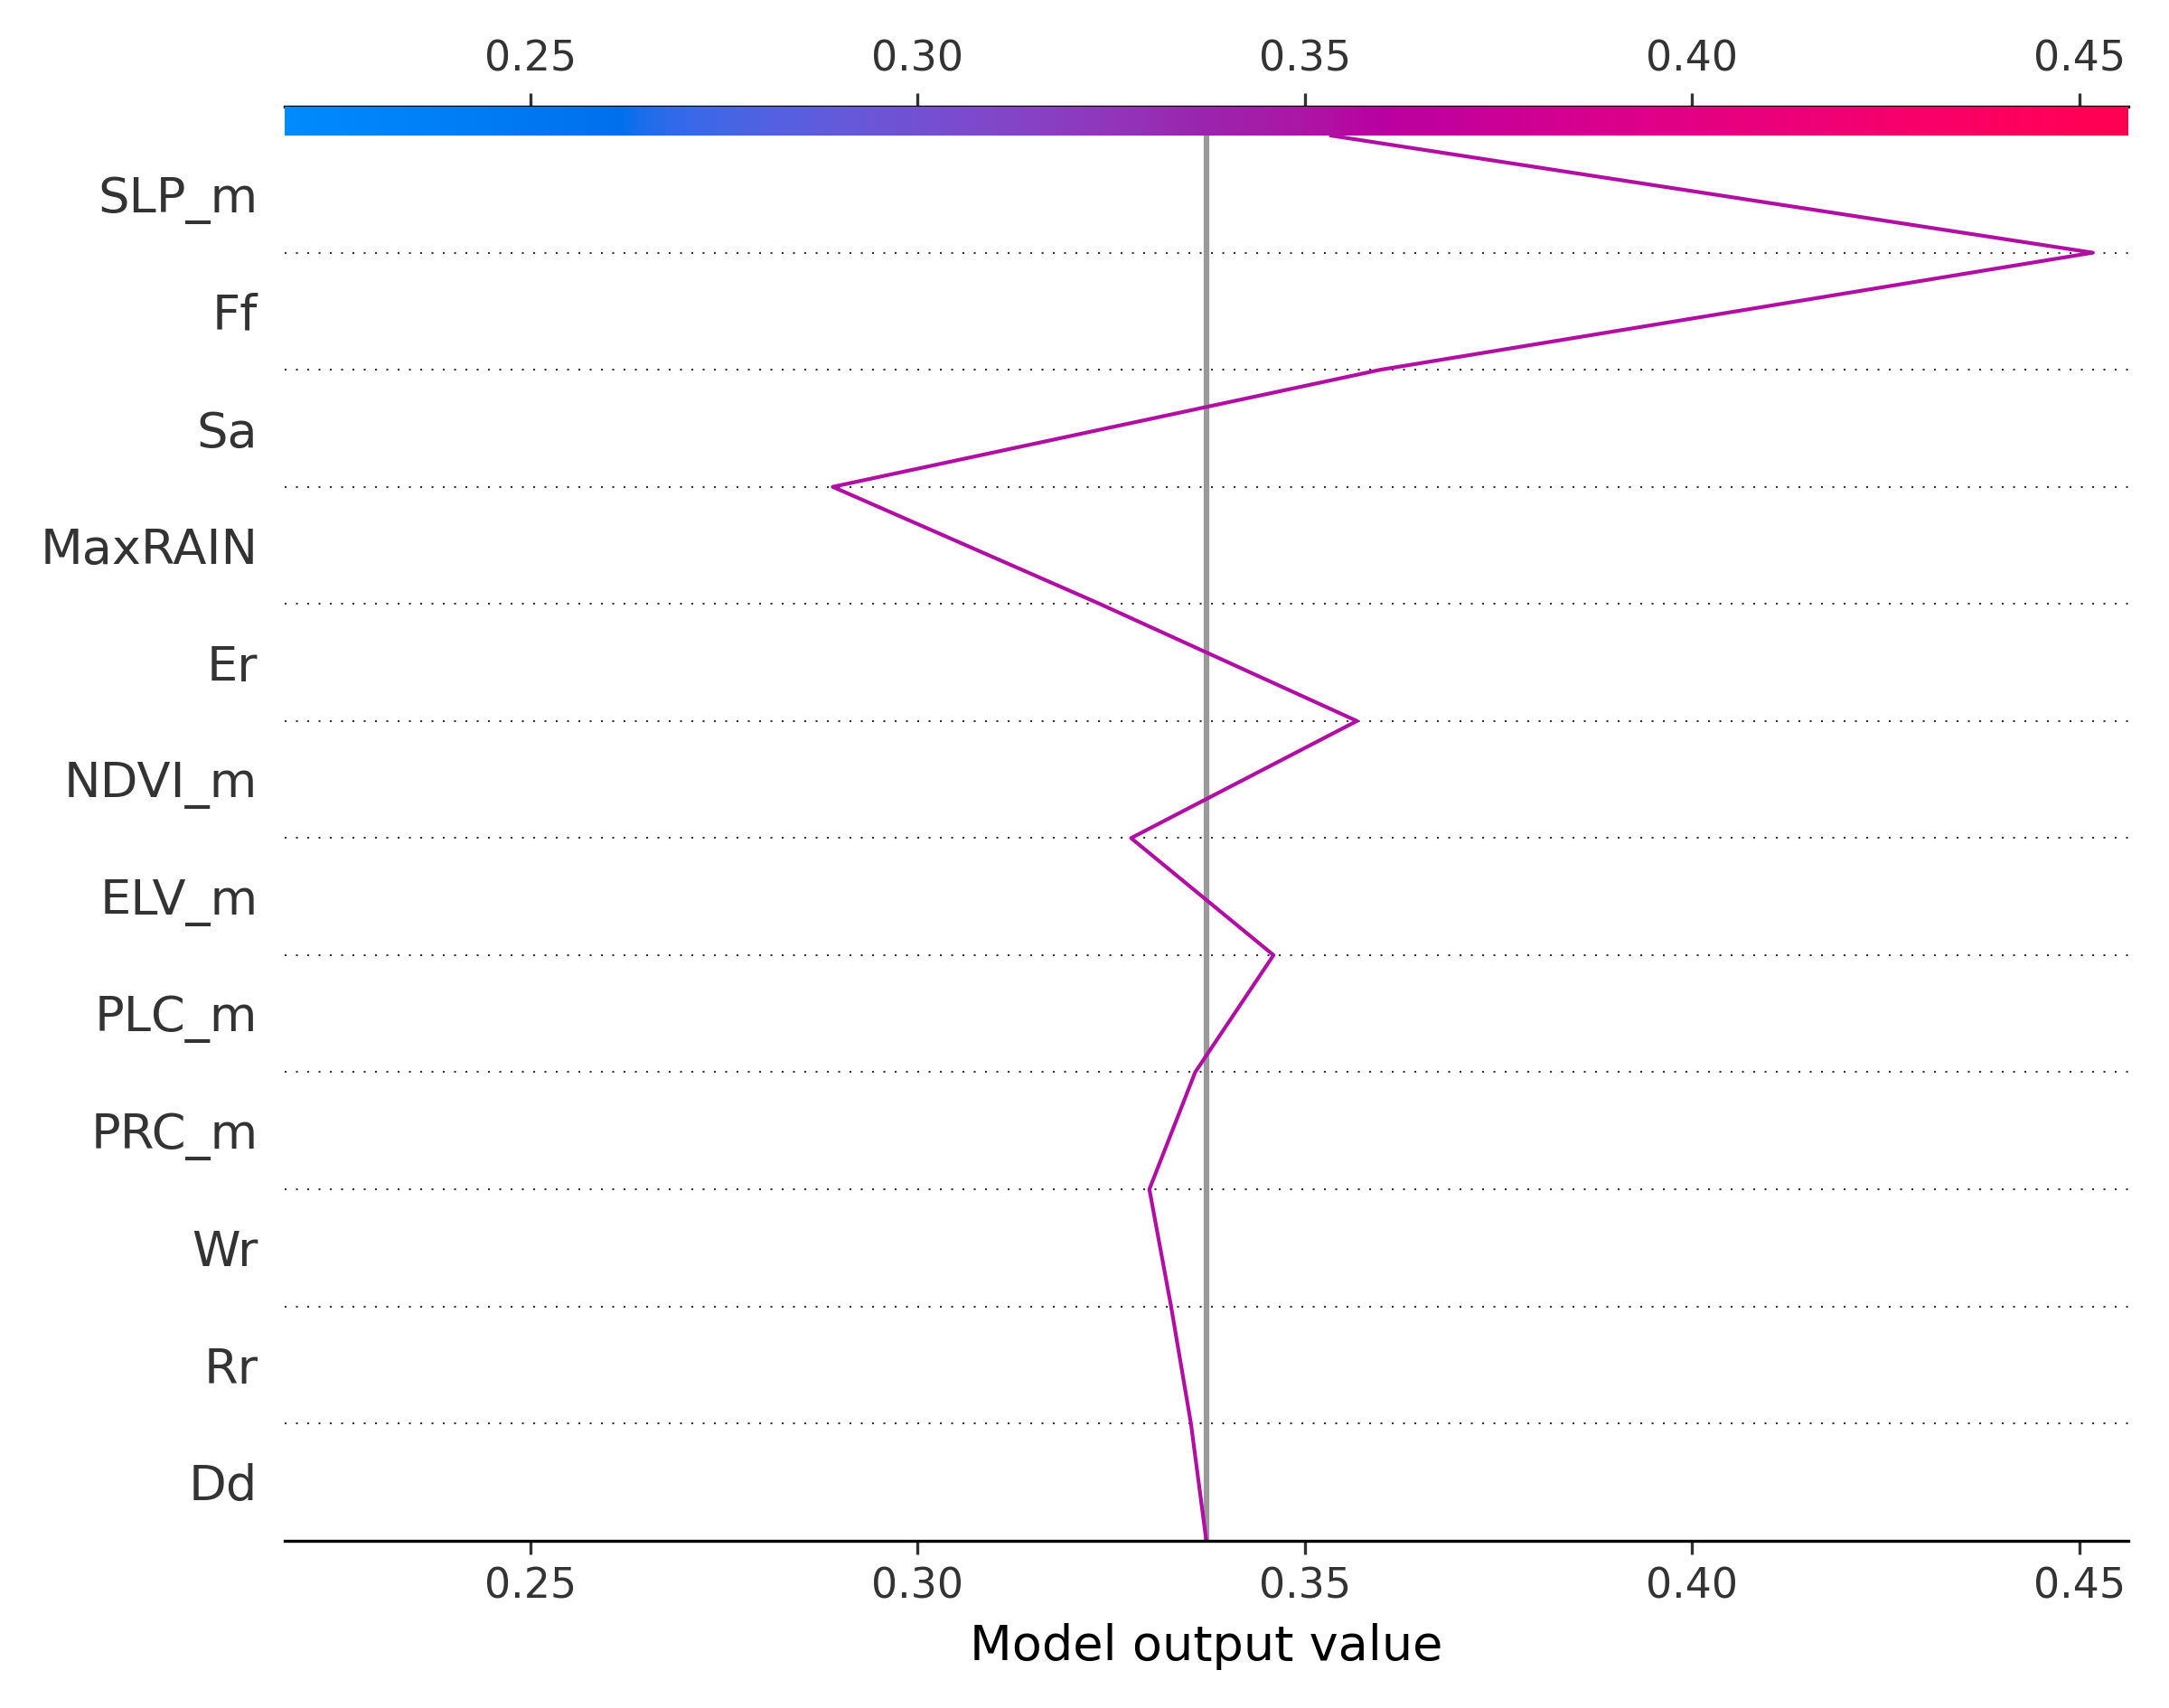 0.25 0.30 0.35 0.40 0.45
SLP_m
Ff
Sa
MaxRAIN
Er
NDVI_m
ELV_m
PLC_m
PRC_m
Wr
Rr
Dd
0.25 0.30 0.35 0.40 0.45
Model output value